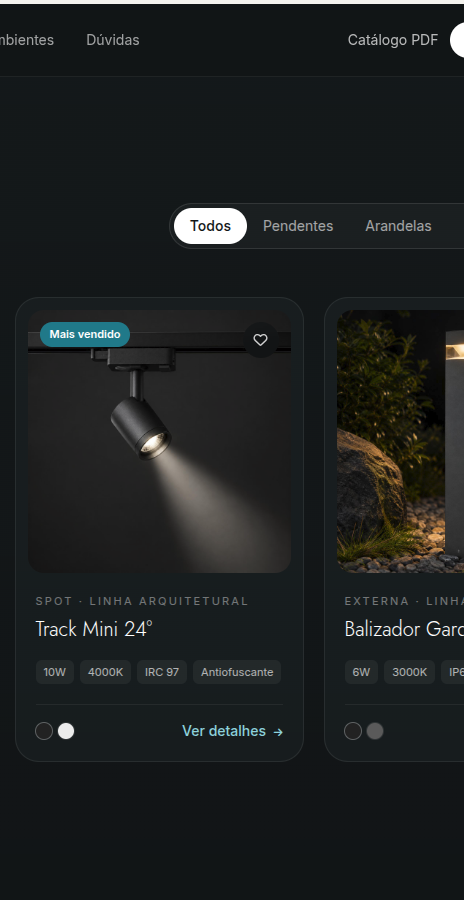 mbientes Dúvidas Catálogo PDF
Todos Pendentes Arandelas
Mais vendido
SPOT · LINHA ARQUITETURAL
Track Mini 24°
10W 4000K IRC 97 Antiofuscante
Ver detalhes →
EXTERNA · LINHA
Balizador Gard
6W 3000K IP6